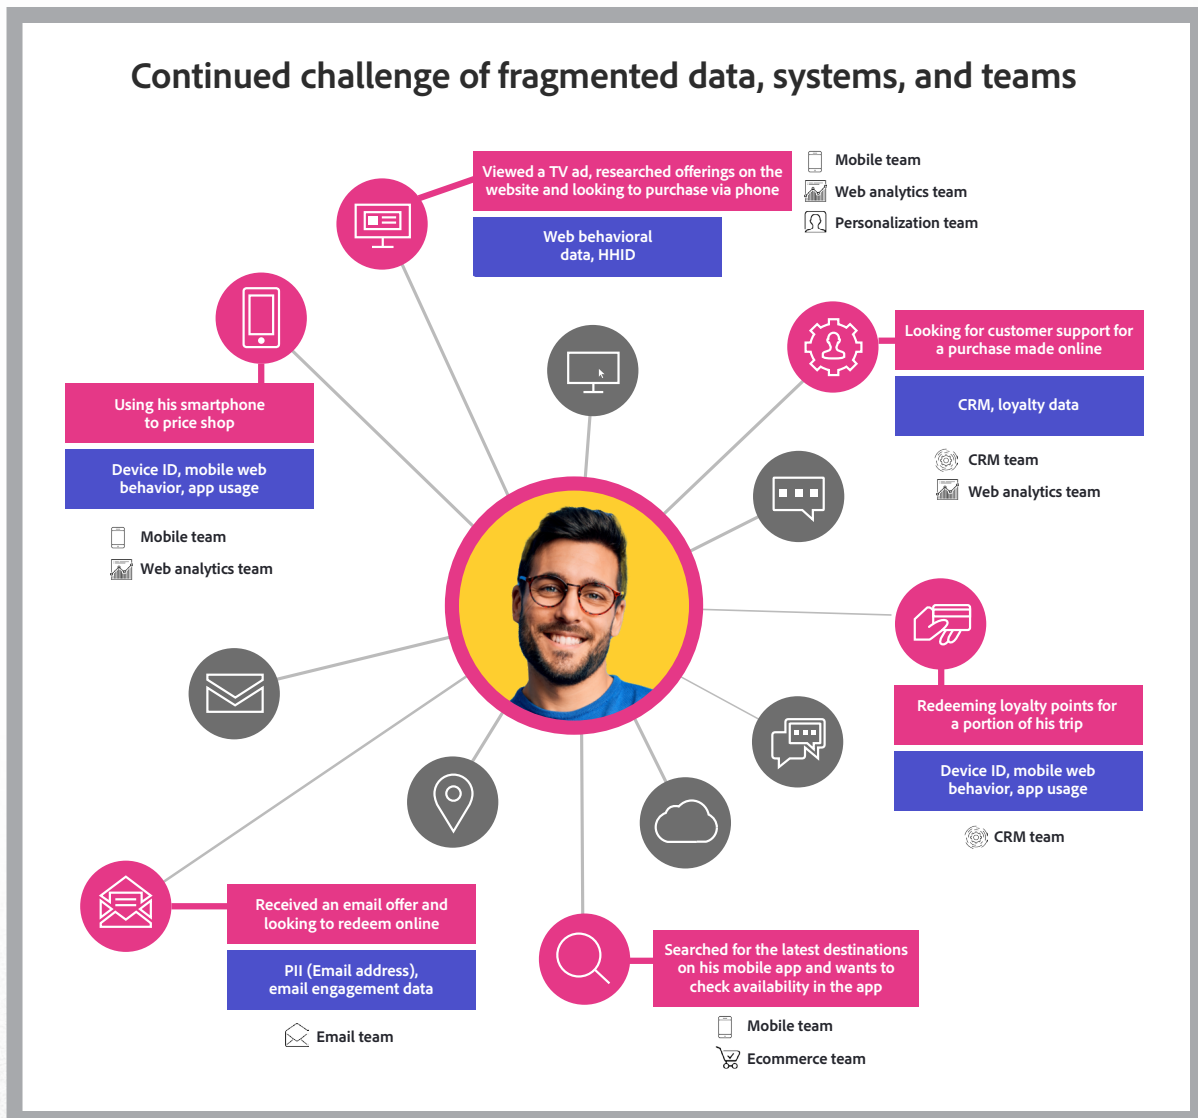 Continued challenge of fragmented data, systems, and teams
Viewed a TV ad, researched offerings on the
website and looking to purchase via phone
Web behavioral
data, HHID
Mobile team
Web analytics team
Personalization team
Looking for customer support for
a purchase made online
CRM, loyalty data
CRM team
Web analytics team
Using his smartphone
to price shop
Device ID, mobile web
behavior, app usage
Mobile team
Web analytics team
Redeeming loyalty points for
a portion of his trip
Device ID, mobile web
behavior, app usage
CRM team
Received an email offer and
looking to redeem online
PII (Email address),
email engagement data
Email team
Searched for the latest destinations
on his mobile app and wants to
check availability in the app
Mobile team
Ecommerce team